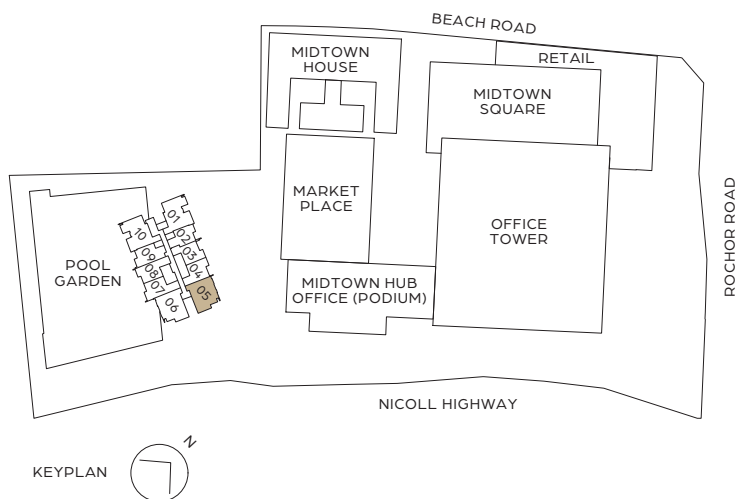 BEACH ROAD
MIDTOWN
HOUSE
RETAIL
MIDTOWN
SQUARE
MARKET
PLACE
OFFICE
TOWER
ROCHOR ROAD
POOL
GARDEN
01
02
03
04
05
10
09
08
07
06
MIDTOWN HUB
OFFICE (PODIUM)
NICOLL HIGHWAY
N
KEYPLAN